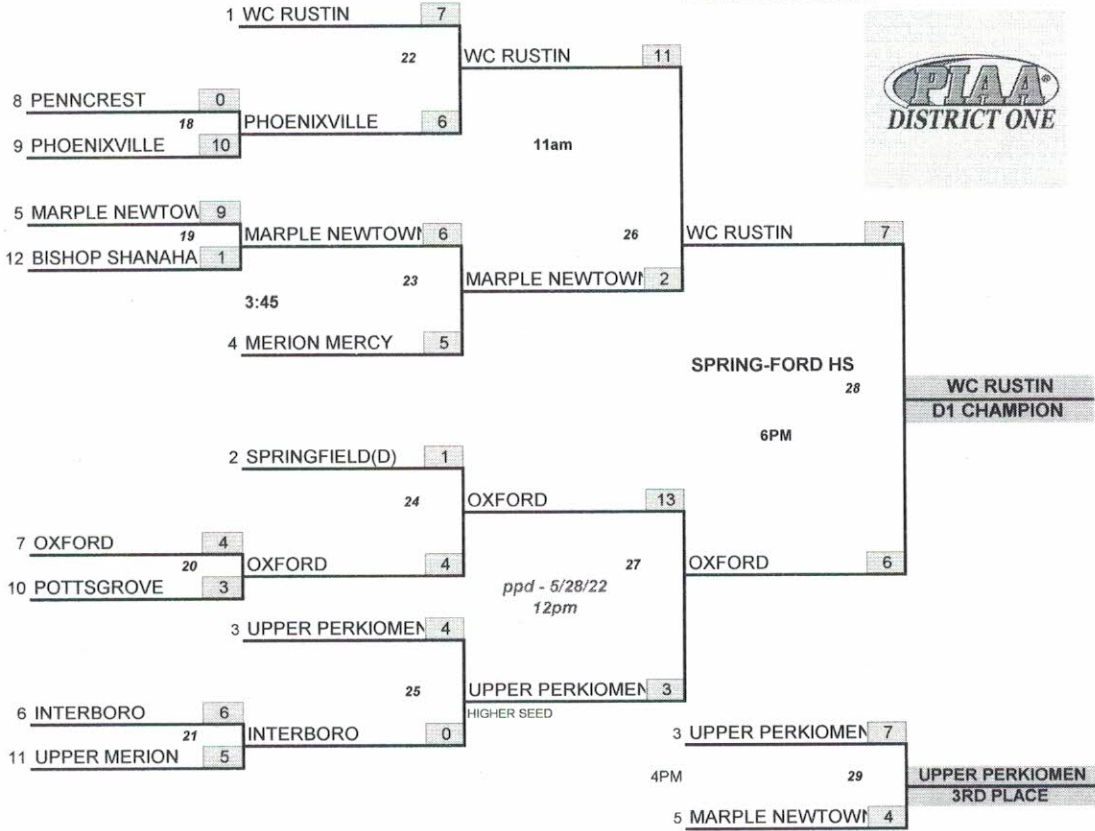 1 WC RUSTIN 7
22 WC RUSTIN 11
8 PENNCREST 0
18 PHOENIXVILLE 6
9 PHOENIXVILLE 10
11am
PIAA®
DISTRICT ONE
5 MARPLE NEWTOW 9
19 MARPLE NEWTOWN 6
12 BISHOP SHANAHA 1
26 WC RUSTIN 7
23 MARPLE NEWTOWN 2
3:45
4 MERION MERCY 5
SPRING-FORD HS
28
WC RUSTIN
D1 CHAMPION
6PM
2 SPRINGFIELD(D) 1
24 OXFORD 13
7 OXFORD 4
20 OXFORD 4
10 POTTSGROVE 3
27 OXFORD 6
ppd - 5/28/22
12pm
3 UPPER PERKIOMEN 4
25 UPPER PERKIOMEN 3
HIGHER SEED
6 INTERBORO 6
21 INTERBORO 0
11 UPPER MERION 5
3 UPPER PERKIOMEN 7
4PM 29
UPPER PERKIOMEN
3RD PLACE
5 MARPLE NEWTOWN 4